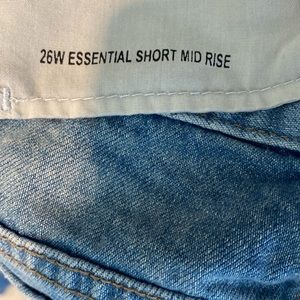 26W ESSENTIAL SHORT MID RISE